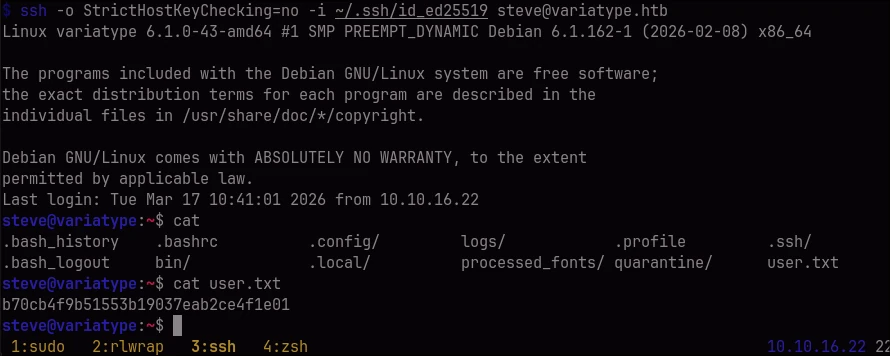 $ ssh -o StrictHostKeyChecking=no -i ~/.ssh/id_ed25519 steve@variatype.htb
Linux variatype 6.1.0-43-amd64 #1 SMP PREEMPT_DYNAMIC Debian 6.1.162-1 (2026-02-08) x86_64

The programs included with the Debian GNU/Linux system are free software;
the exact distribution terms for each program are described in the
individual files in /usr/share/doc/*/copyright.

Debian GNU/Linux comes with ABSOLUTELY NO WARRANTY, to the extent
permitted by applicable law.
Last login: Tue Mar 17 10:41:01 2026 from 10.10.16.22
steve@variatype:~$ cat
.bash_history .bashrc .config/ logs/ .profile .ssh/
.bash_logout bin/ .local/ processed_fonts/ quarantine/ user.txt
steve@variatype:~$ cat user.txt
b70cb4f9b51553b19037eab2ce4f1e01
steve@variatype:~$
1:sudo 2:rlwrap 3:ssh 4:zsh 10.10.16.22 22